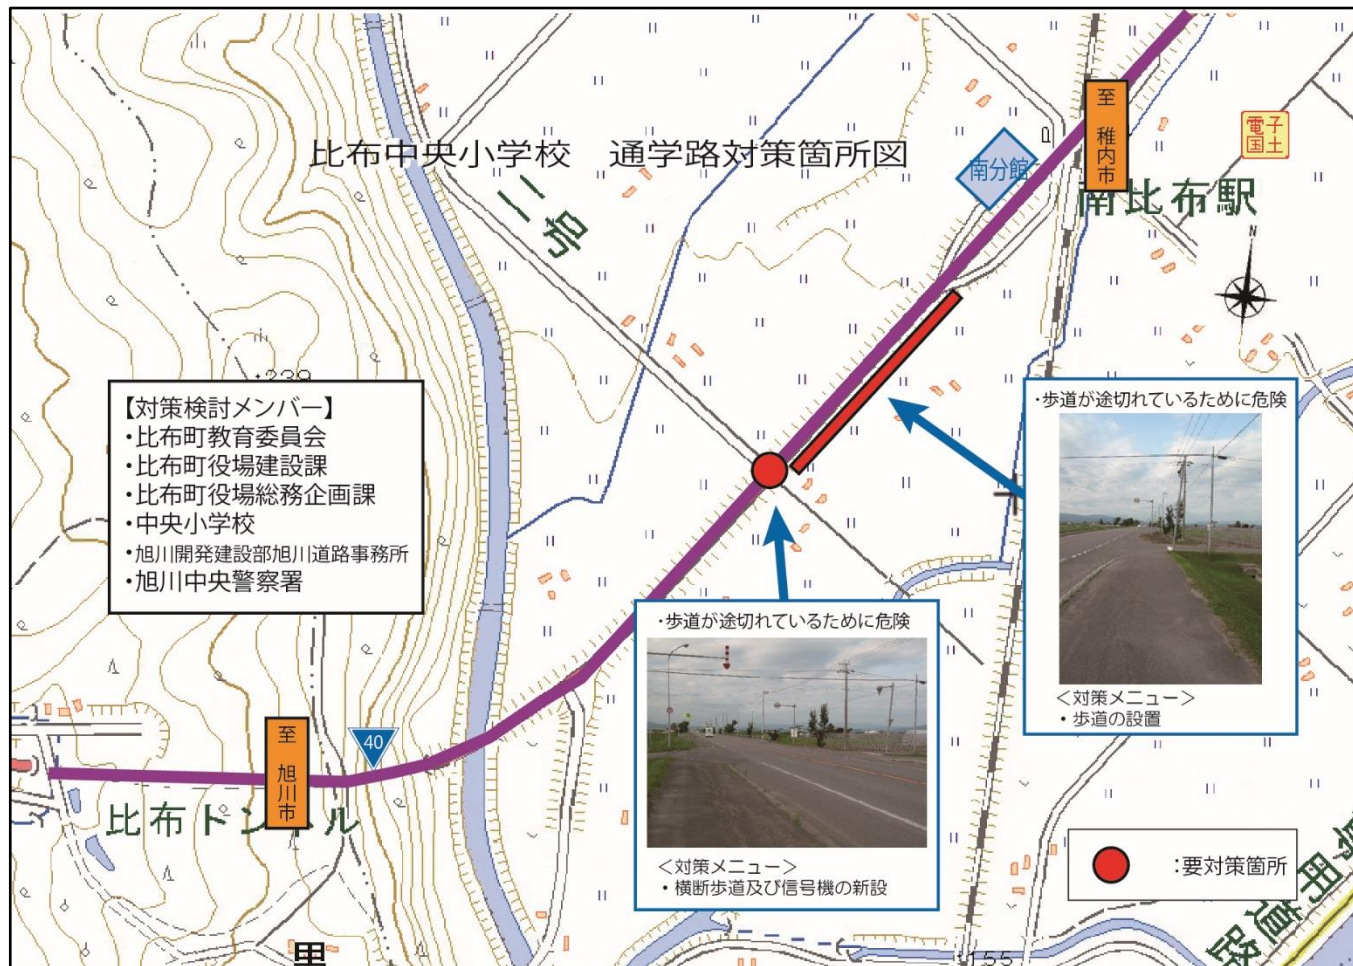 比布中央小学校 通学路対策箇所図
二号
南分館
至 稚内市
電子
国土
南比布駅
N
・239
【対策検討メンバー】
・比布町教育委員会
・比布町役場建設課
・比布町役場総務企画課
・中央小学校
・旭川開発建設部旭川道路事務所
・旭川中央警察署
・歩道が途切れているために危険
<対策メニュー>
・歩道の設置
・歩道が途切れているために危険
<対策メニュー>
・横断歩道及び信号機の新設
至 旭川市
40
比布トンネル
:要対策箇所
・155